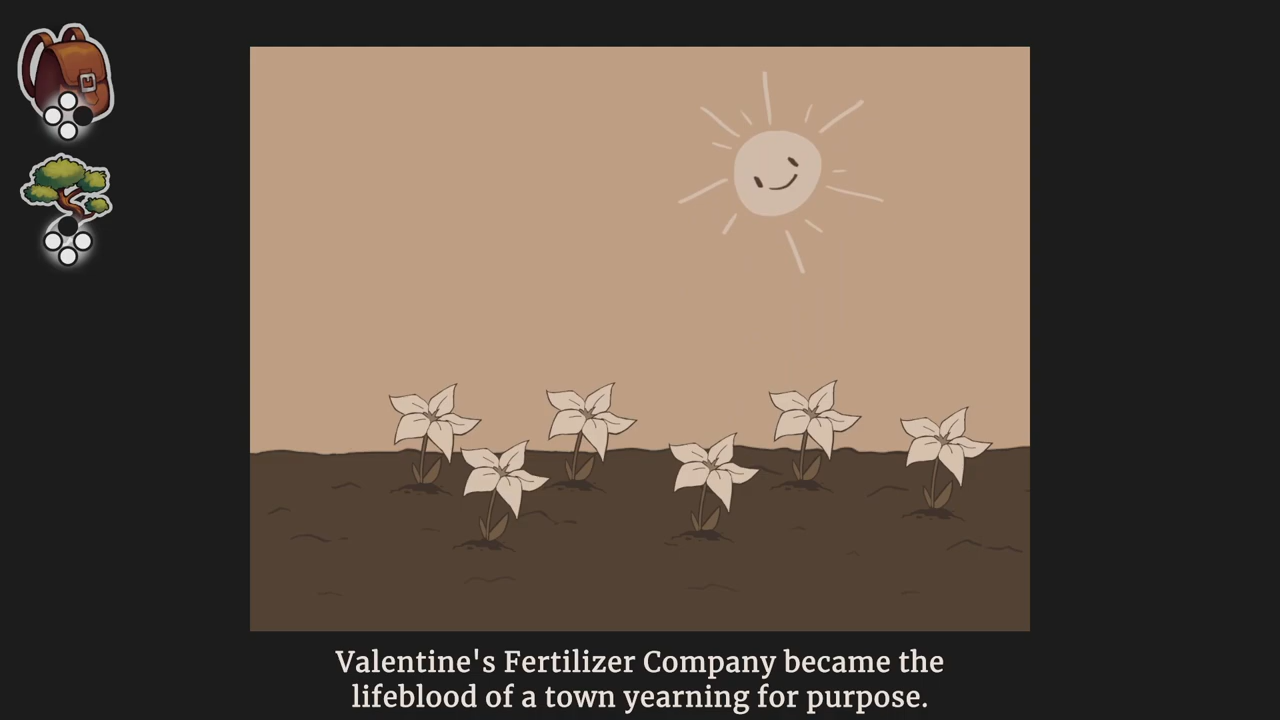 Valentine's Fertilizer Company became the
lifeblood of a town yearning for purpose.